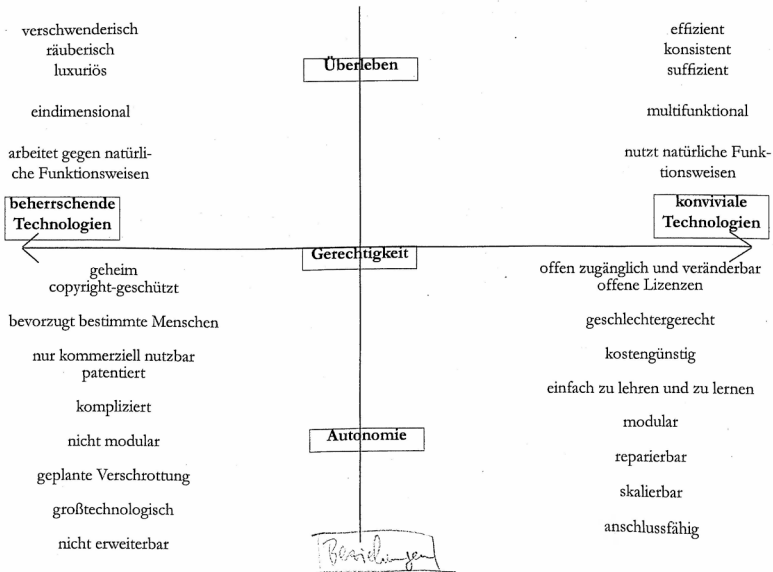 verschwenderisch
räuberisch
luxuriös
eindimensional
arbeitet gegen natürli-
che Funktionsweisen
beherrschende
Technologien
geheim
copyright-geschützt
bevorzugt bestimmte Menschen
nur kommerziell nutzbar
patentiert
kompliziert
nicht modular
geplante Verschrottung
großtechnologisch
nicht erweiterbar
Überleben
Gerechtigkeit
Autonomie
Beziehungen
effizient
konsistent
suffizient
multifunktional
nutzt natürliche Funk-
tionsweisen
konviviale
Technologien
offen zugänglich und veränderbar
offene Lizenzen
geschlechtergerecht
kostengünstig
einfach zu lehren und zu lernen
modular
reparierbar
skalierbar
anschlussfähig